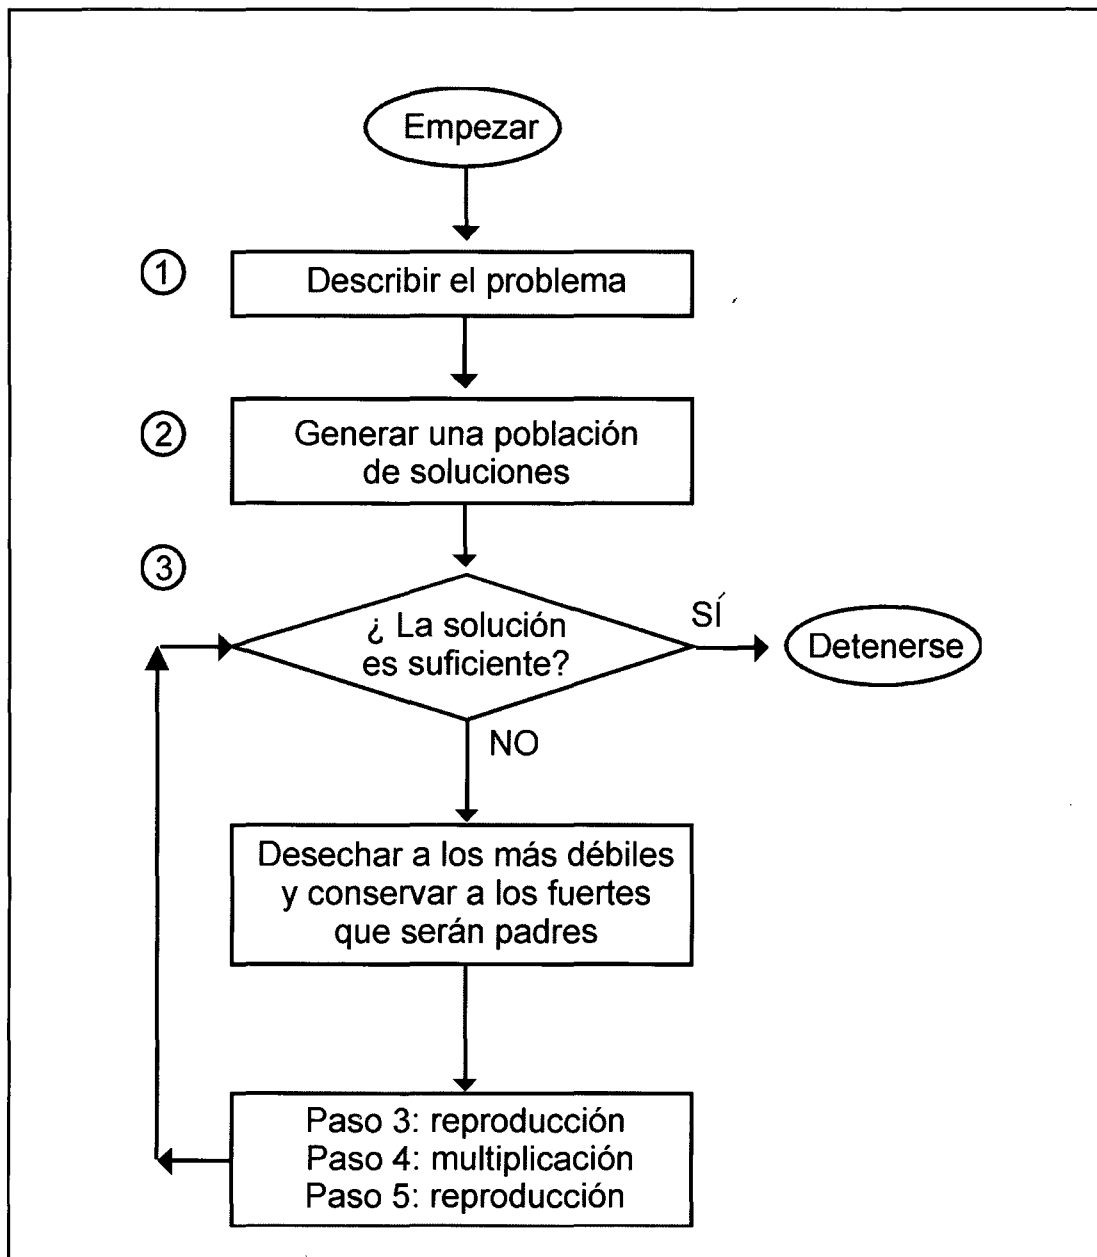 Empezar
① Describir el problema
② Generar una población
de soluciones
③
¿ La solución
es suficiente?
SÍ
Detenerse
NO
Desechar a los más débiles
y conservar a los fuertes
que serán padres
Paso 3: reproducción
Paso 4: multiplicación
Paso 5: reproducción